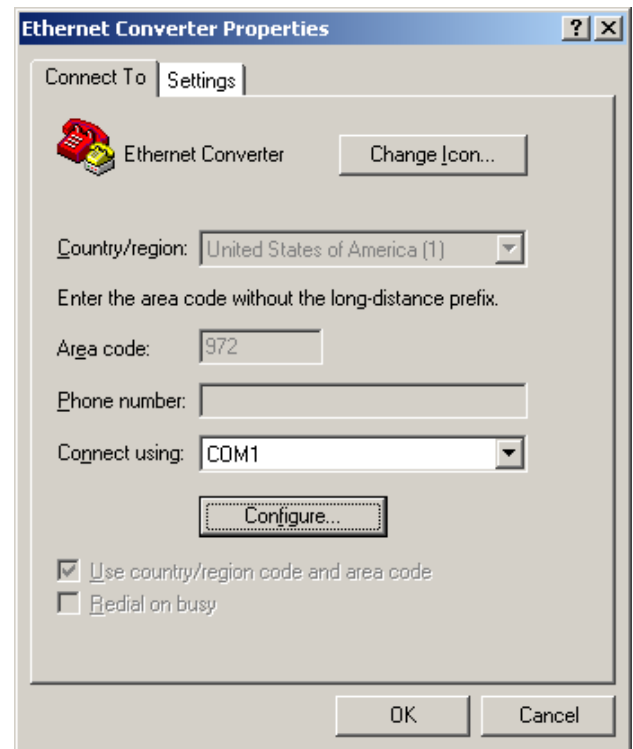 Ethernet Converter Properties
Connect To Settings
Ethernet Converter Change Icon...
Country/region: United States of America (1)
Enter the area code without the long-distance prefix.
Area code: 972
Phone number:
Connect using: COM1
Configure...
Use country/region code and area code
Redial on busy
OK Cancel